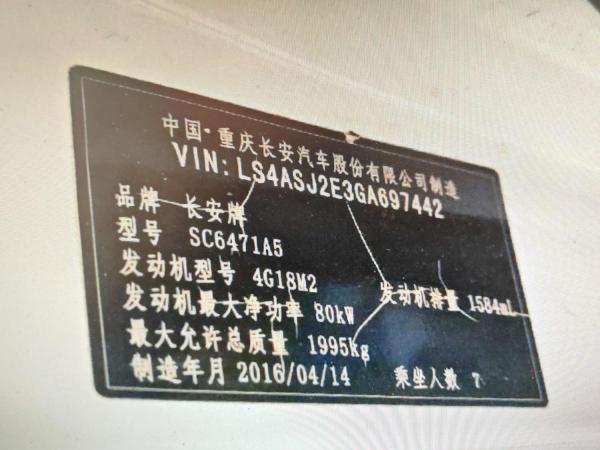 中国·重庆长安汽车股份有限公司制造
VIN: LS4ASJ2E3GA697442
品牌 长安牌
型号 SC6471A5
发动机型号 4G18M2
发动机最大净功率 80kW 发动机排量 1584mL
最大允许总质量 1995kg
制造年月 2016/04/14 乘坐人数 7